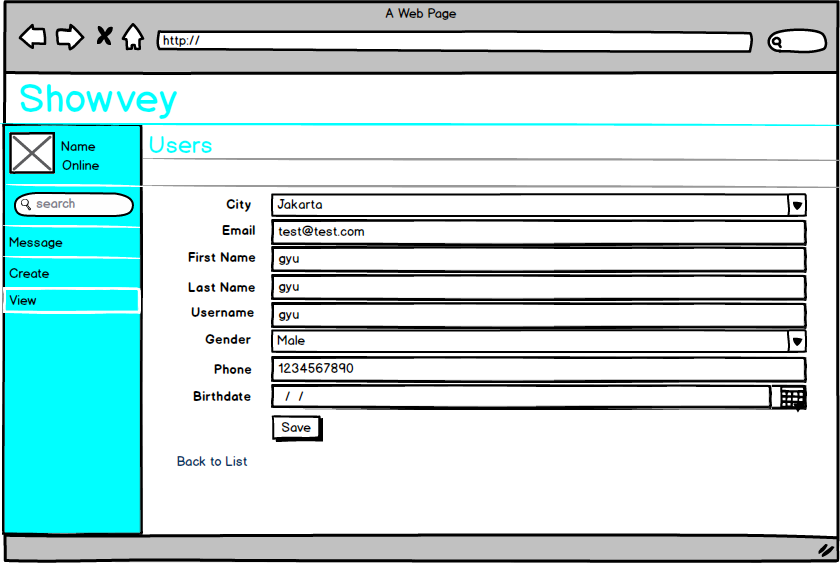 A Web Page
http://
Showvey
Name
Online
search
Message
Create
View
Users
City Jakarta
Email test@test.com
First Name gyu
Last Name gyu
Username gyu
Gender Male
Phone 1234567890
Birthdate / /
Save
Back to List